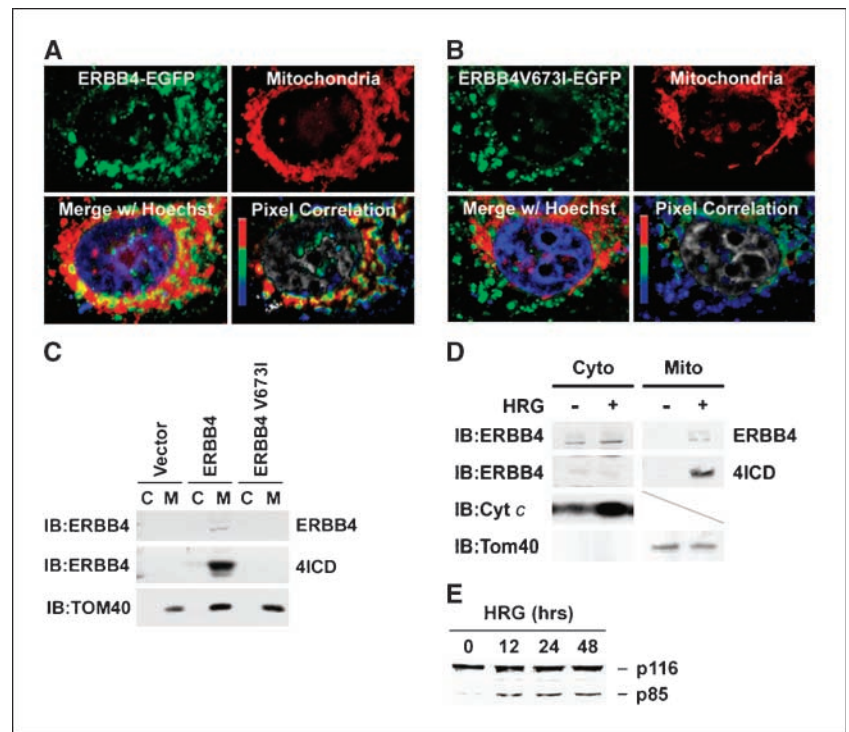 A
ERBB4-EGFP
Mitochondria
Merge w/ Hoechst
Pixel Correlation
B
ERBB4V673I-EGFP
Mitochondria
Merge w/ Hoechst
Pixel Correlation
C
Vector
ERBB4
ERBB4 V673I
C M C M C M
IB:ERBB4 ERBB4
IB:ERBB4 4ICD
IB:TOM40
D
Cyto Mito
HRG - + - +
IB:ERBB4 ERBB4
IB:ERBB4 4ICD
IB:Cyt c
IB:Tom40
E
HRG (hrs)
0 12 24 48
– p116
– p85